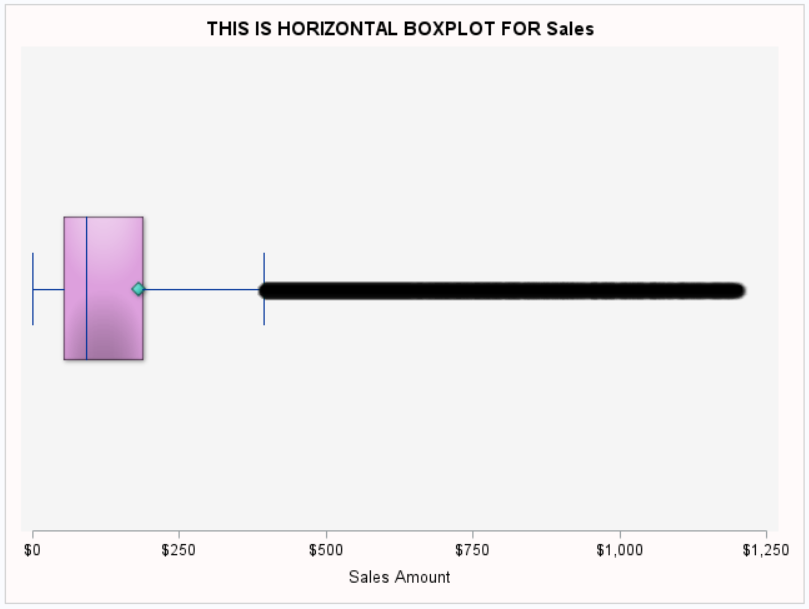 THIS IS HORIZONTAL BOXPLOT FOR Sales
$0 $250 $500 $750 $1,000 $1,250
Sales Amount